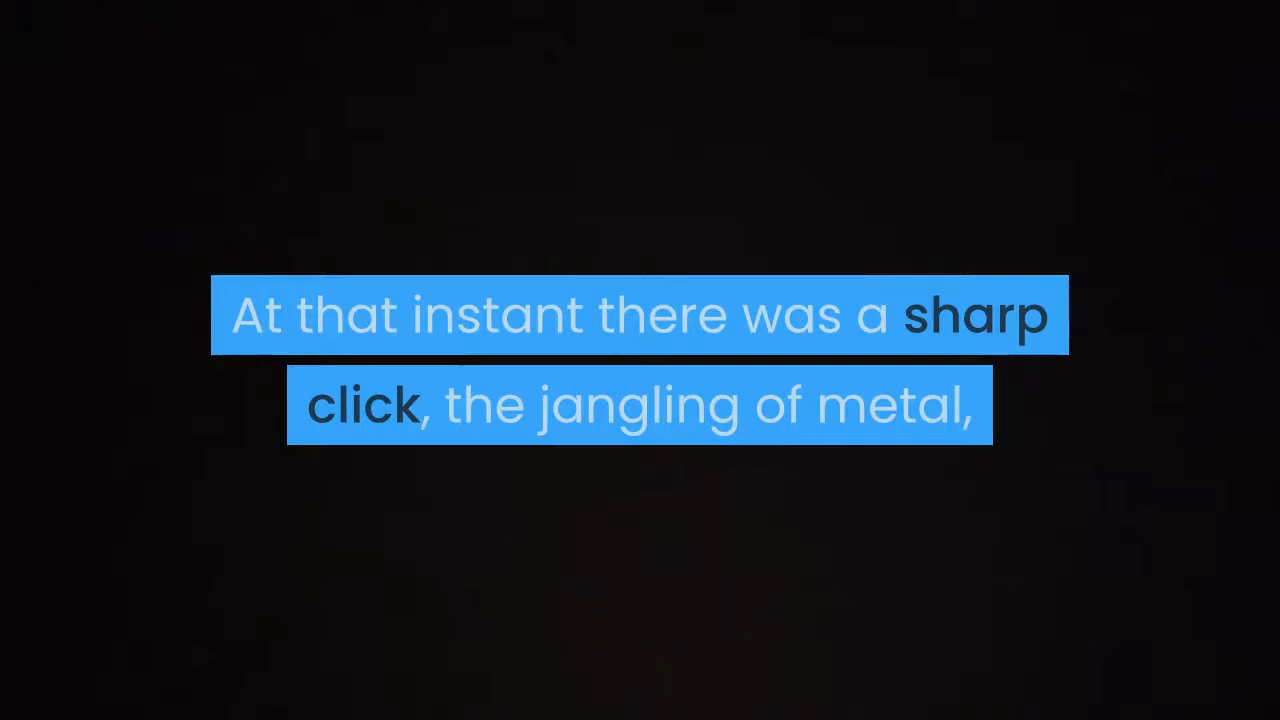 At that instant there was a sharp
click, the jangling of metal,